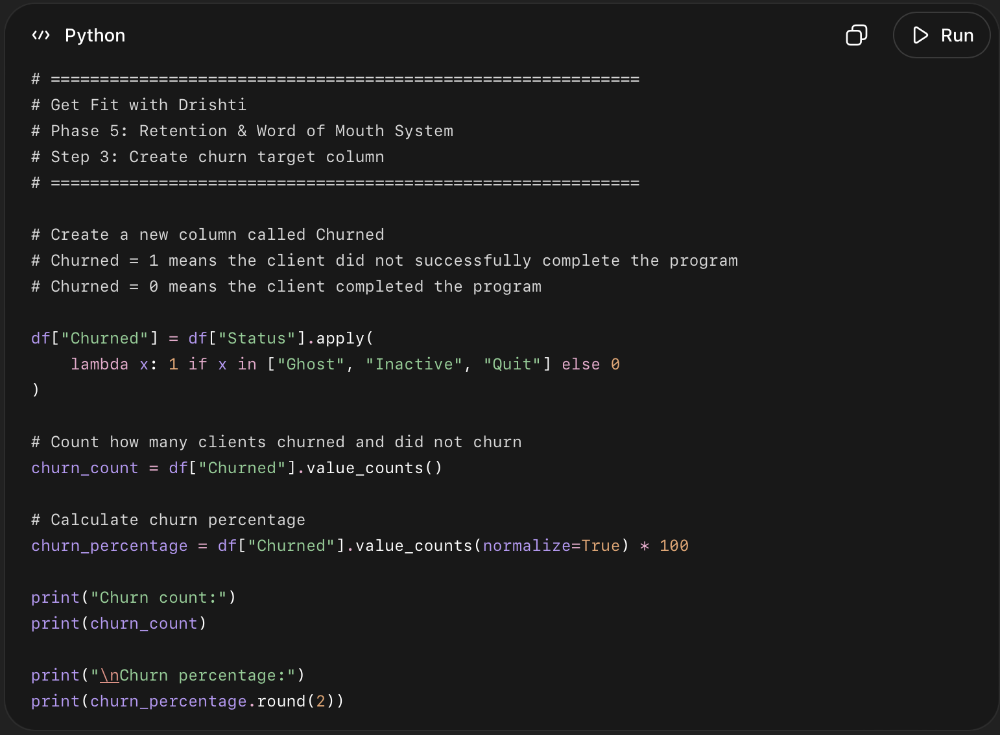 Python
Run
# ============================================================
# Get Fit with Drishti
# Phase 5: Retention & Word of Mouth System
# Step 3: Create churn target column
# ============================================================
# Create a new column called Churned
# Churned = 1 means the client did not successfully complete the program
# Churned = 0 means the client completed the program
df["Churned"] = df["Status"].apply(
    lambda x: 1 if x in ["Ghost", "Inactive", "Quit"] else 0
)
# Count how many clients churned and did not churn
churn_count = df["Churned"].value_counts()
# Calculate churn percentage
churn_percentage = df["Churned"].value_counts(normalize=True) * 100
print("Churn count:")
print(churn_count)
print("\nChurn percentage:")
print(churn_percentage.round(2))